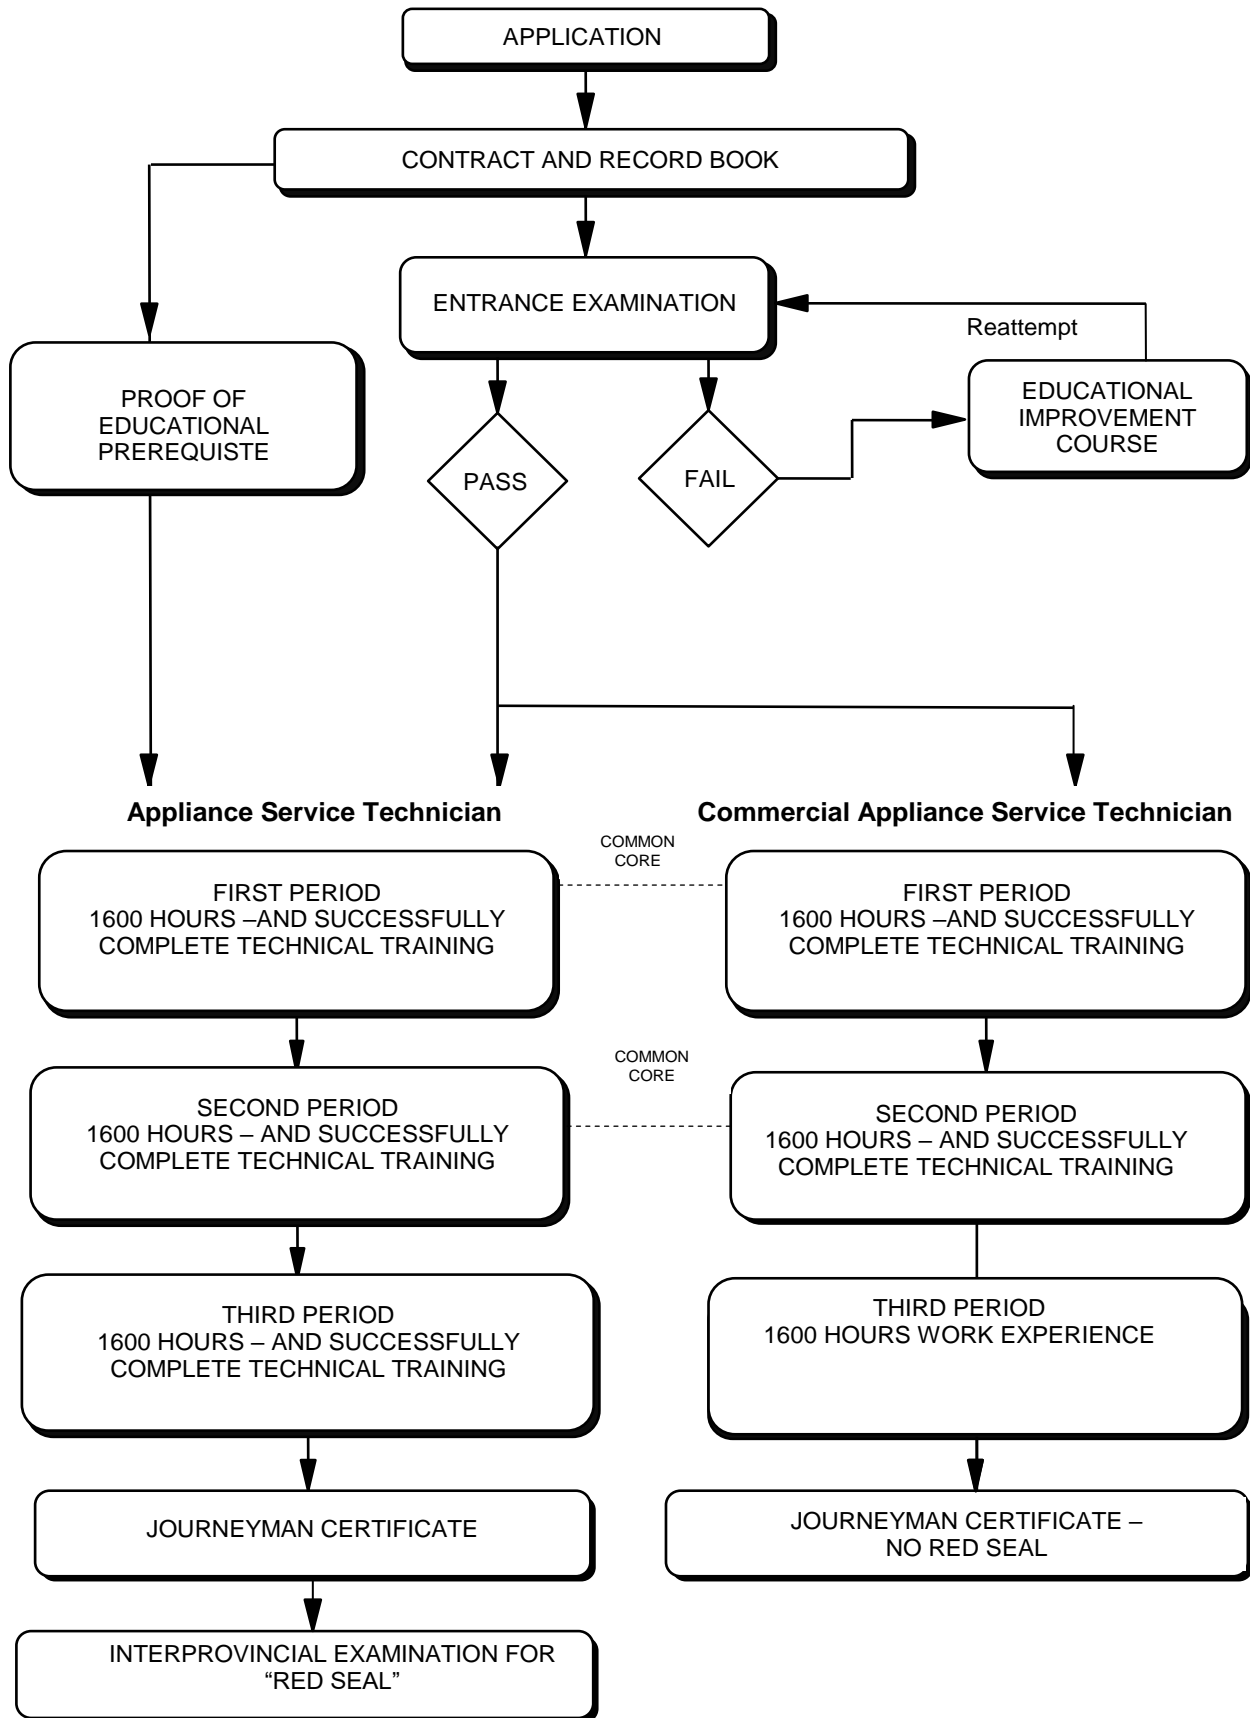 APPLICATION
CONTRACT AND RECORD BOOK
ENTRANCE EXAMINATION
Reattempt
PROOF OF
EDUCATIONAL
PREREQUISTE
EDUCATIONAL
IMPROVEMENT
COURSE
PASS
FAIL
Appliance Service Technician
Commercial Appliance Service Technician
COMMON
CORE
FIRST PERIOD
1600 HOURS –AND SUCCESSFULLY
COMPLETE TECHNICAL TRAINING
FIRST PERIOD
1600 HOURS –AND SUCCESSFULLY
COMPLETE TECHNICAL TRAINING
COMMON
CORE
SECOND PERIOD
1600 HOURS – AND SUCCESSFULLY
COMPLETE TECHNICAL TRAINING
SECOND PERIOD
1600 HOURS – AND SUCCESSFULLY
COMPLETE TECHNICAL TRAINING
THIRD PERIOD
1600 HOURS – AND SUCCESSFULLY
COMPLETE TECHNICAL TRAINING
THIRD PERIOD
1600 HOURS WORK EXPERIENCE
JOURNEYMAN CERTIFICATE
JOURNEYMAN CERTIFICATE –
NO RED SEAL
INTERPROVINCIAL EXAMINATION FOR
“RED SEAL”